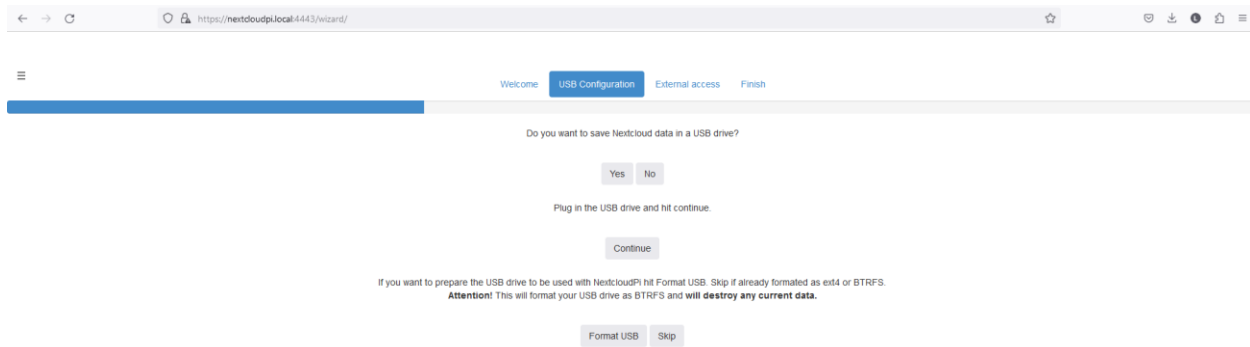 https://nextcloudpi.local:4443/wizard/
Welcome USB Configuration External access Finish
Do you want to save Nextcloud data in a USB drive?
Yes No
Plug in the USB drive and hit continue.
Continue
If you want to prepare the USB drive to be used with NextcloudPi hit Format USB. Skip if already formated as ext4 or BTRFS.
Attention! This will format your USB drive as BTRFS and will destroy any current data.
Format USB Skip